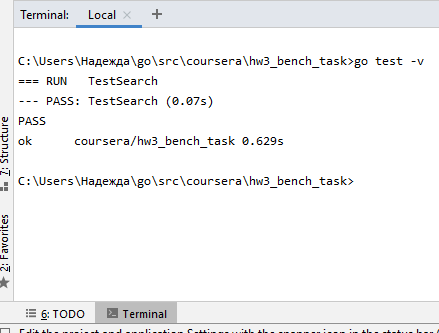 Terminal: Local +
C:\Users\Надежда\go\src\coursera\hw3_bench_task>go test -v
=== RUN   TestSearch
--- PASS: TestSearch (0.07s)
PASS
ok      coursera/hw3_bench_task 0.629s
C:\Users\Надежда\go\src\coursera\hw3_bench_task>
7: Structure
2: Favorites
6: TODO
Terminal